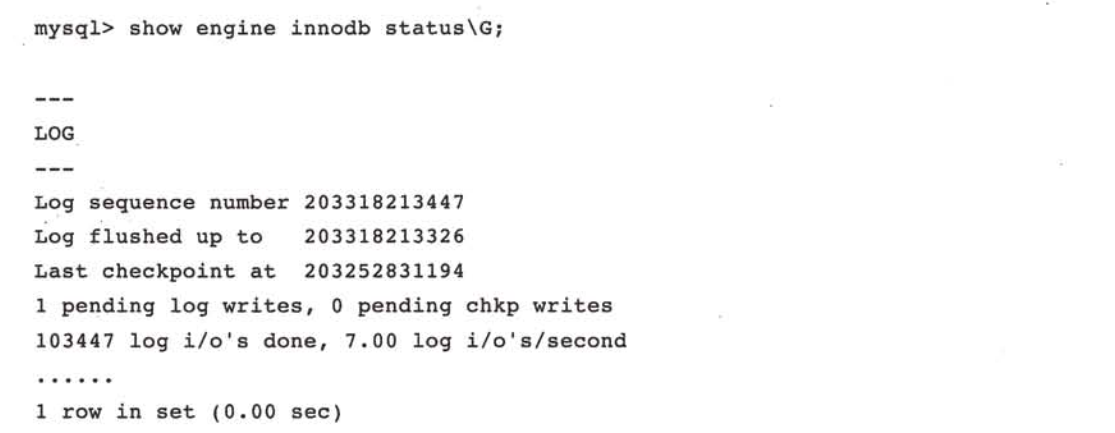 mysql> show engine innodb status\G;
---
LOG
---
Log sequence number 203318213447
Log flushed up to   203318213326
Last checkpoint at  203252831194
1 pending log writes, 0 pending chkp writes
103447 log i/o's done, 7.00 log i/o's/second
......
1 row in set (0.00 sec)